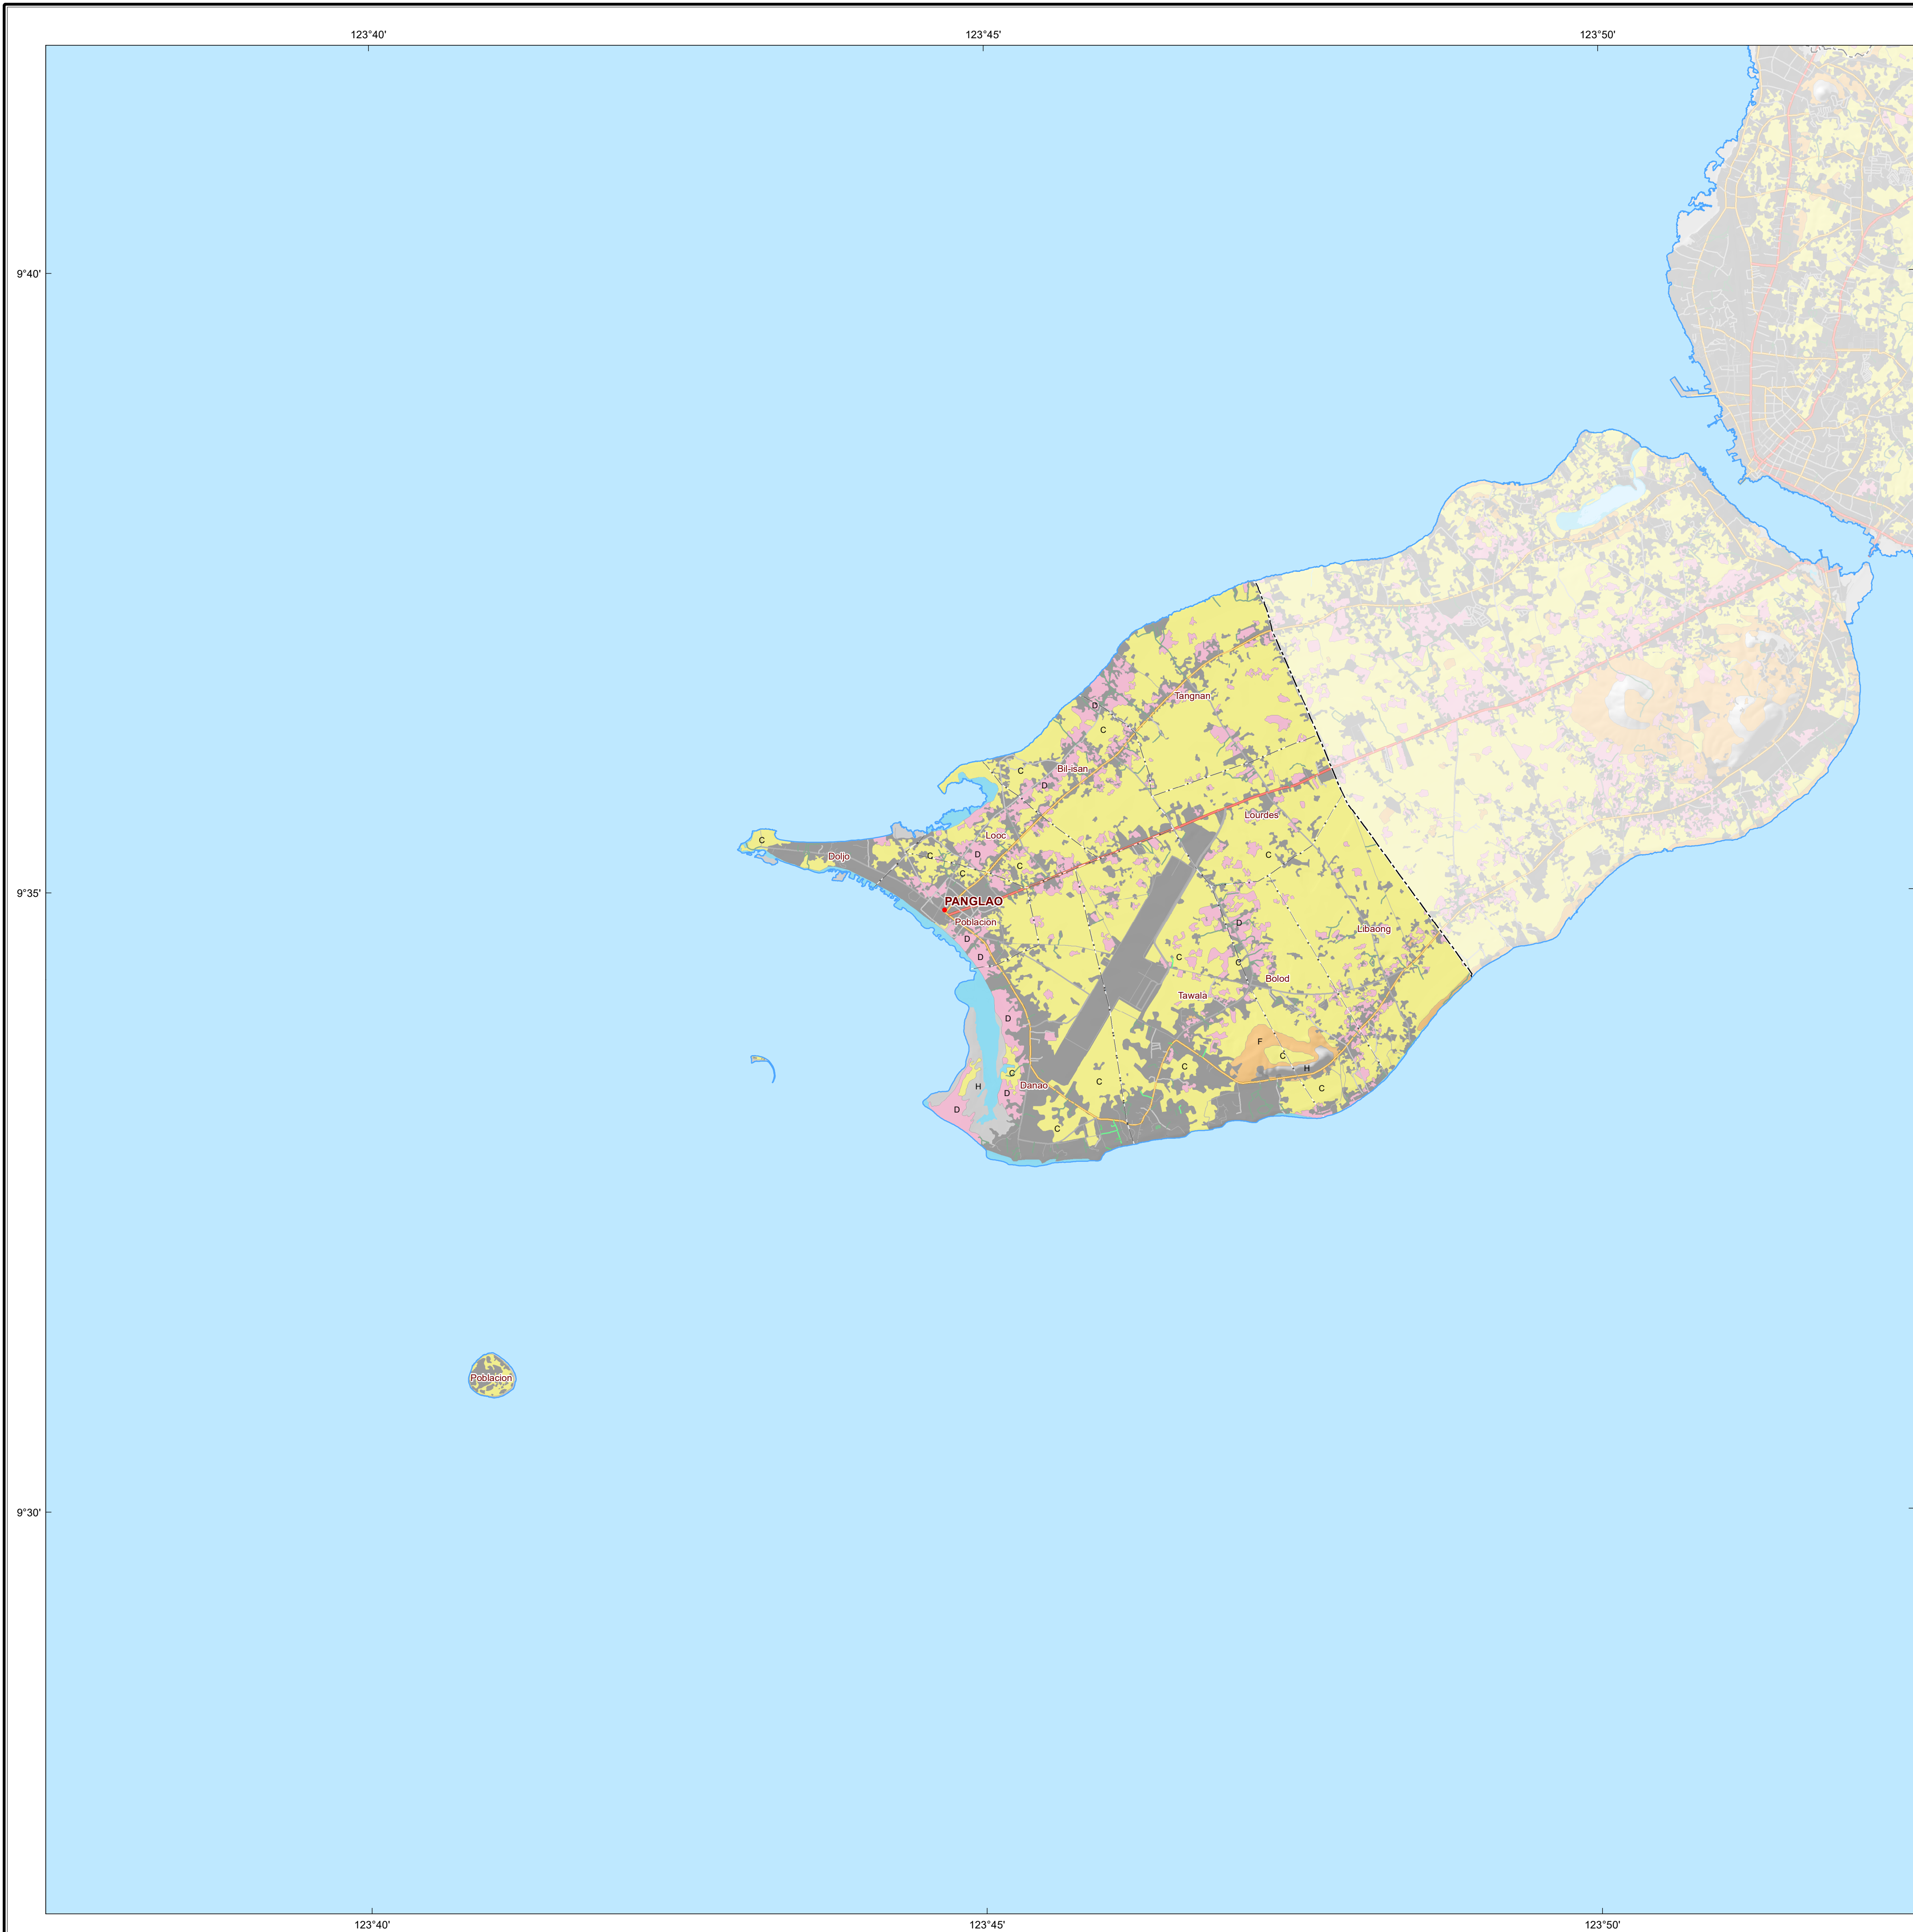 123°40' 123°45' 123°50'
9°40'
Tangnan
D
C
Bil-isan
C
D
Lourdes
Looc
C
Doljo
C
D
C
C
C
9°35'
PANGLAO
Poblacion
D
Libaong
D
D
C
C
Bolod
Tawala
D
F
C
H
C
C
C
Danao
H
D
C
D
C
Poblacion
9°30'
123°40' 123°45' 123°50'